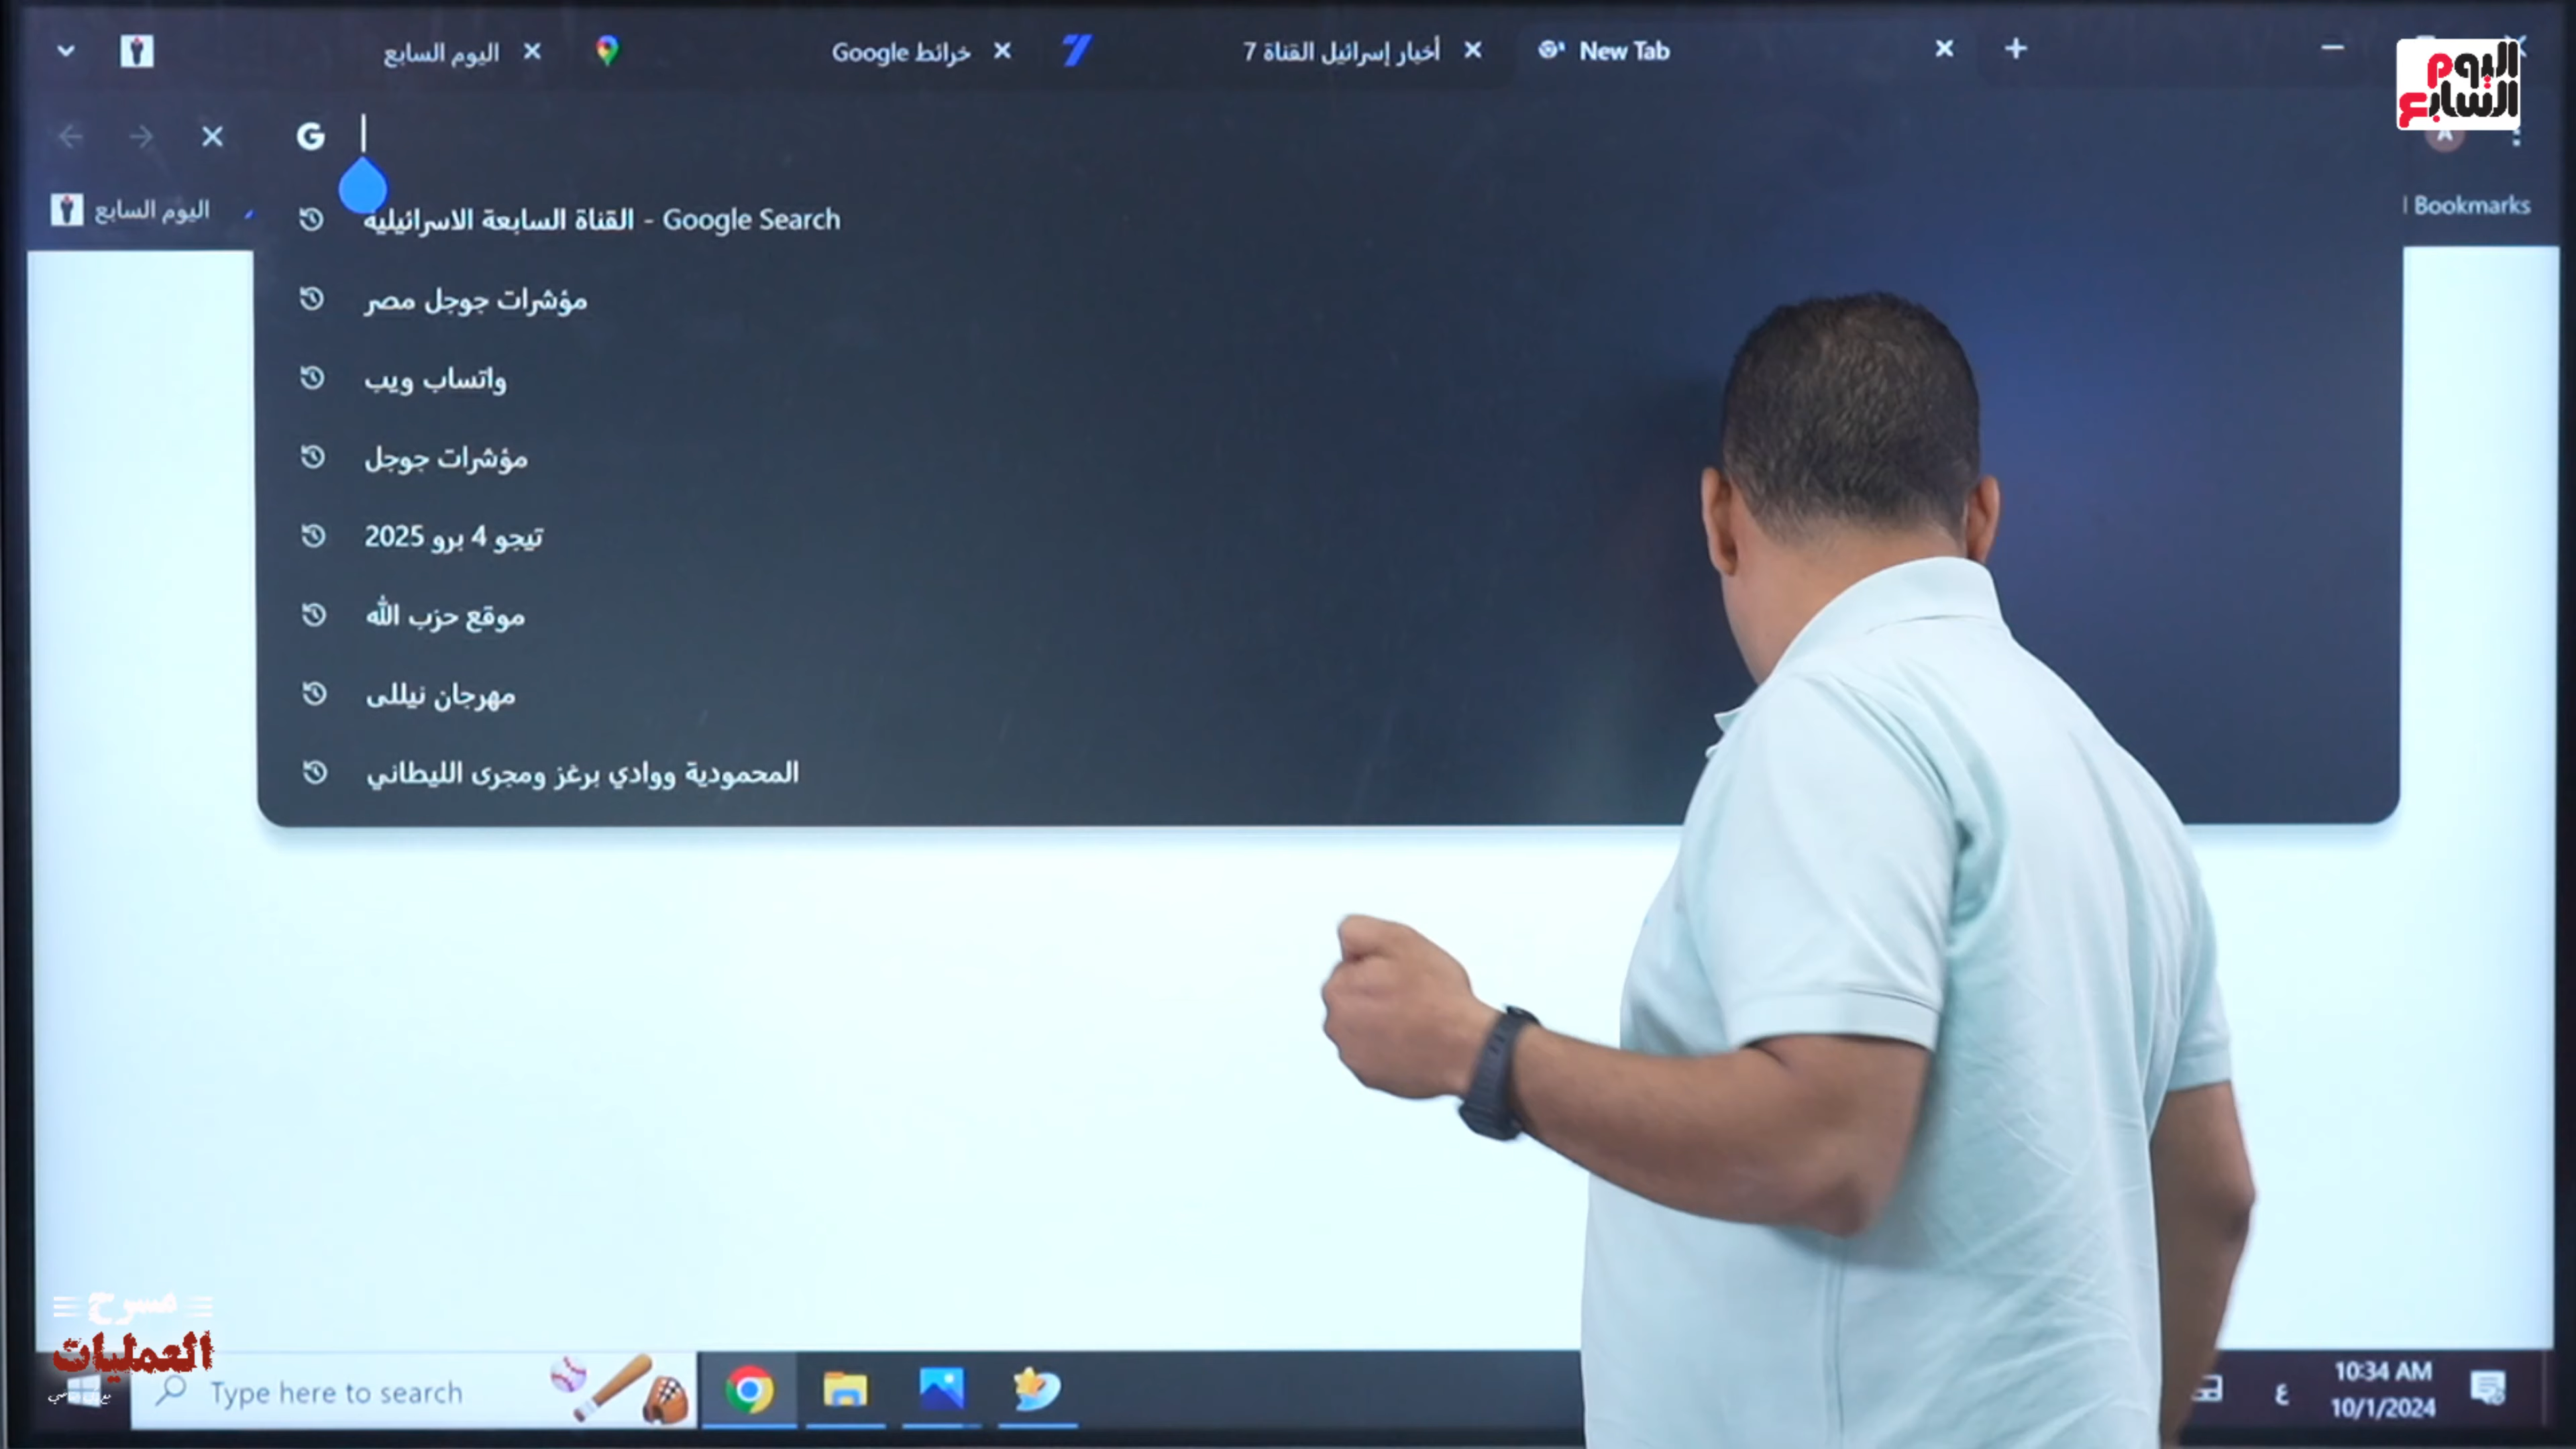 اليوم السابع
خرائط Google
أخبار إسرائيل القناة 7
New Tab
اليوم السابع
اليوم السابع
Bookmarks
القناة السابعة الاسرائيلية - Google Search
مؤشرات جوجل مصر
واتساب ويب
مؤشرات جوجل
تيجو 4 برو 2025
موقع حزب الله
مهرجان نيللى
المحمودية ووادي برغز ومجرى الليطاني
مسرح
العمليات
Type here to search
ع
10:34 AM
10/1/2024